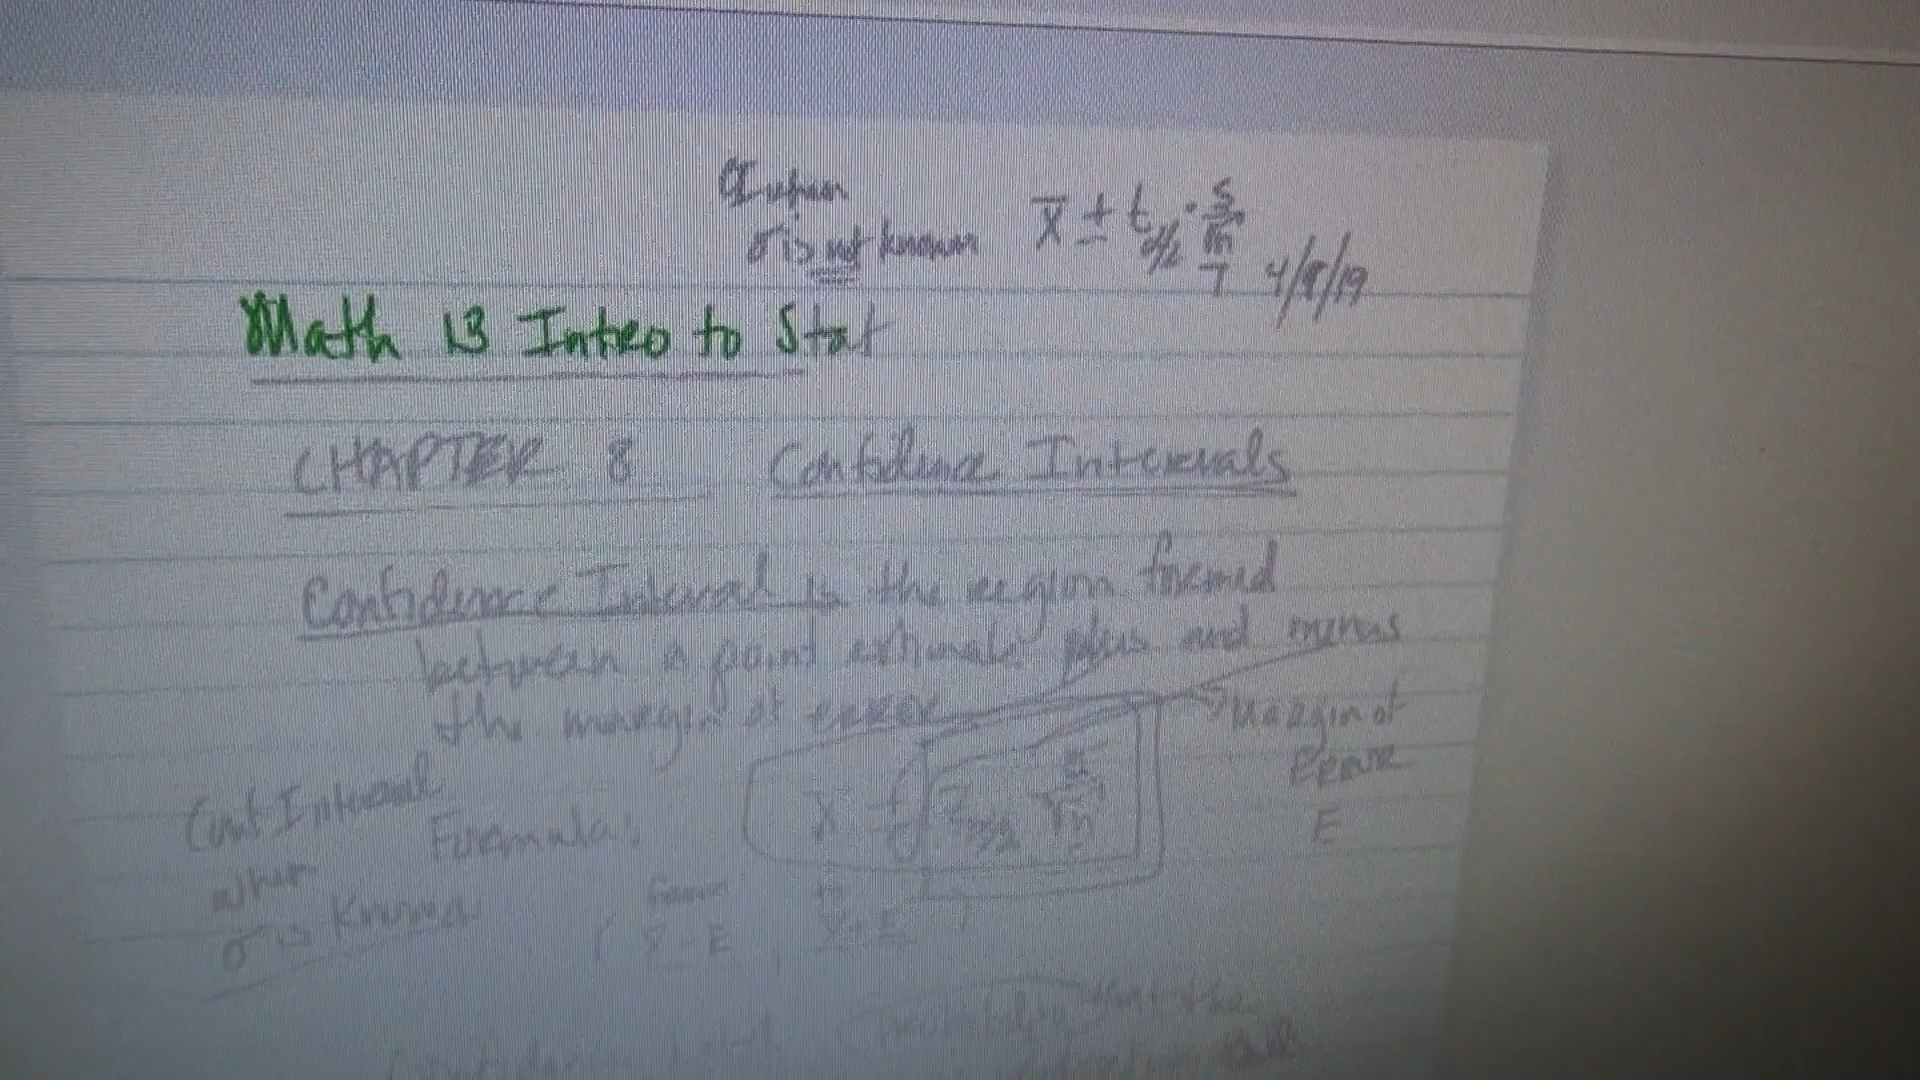 CI when
σ is not known
x̄ ± t α/2 · s/√n
4/8/19
Math 13 Intro to Stat
CHAPTER 8 Confidence Intervals
Confidence Interval is the region formed
between a point estimate plus and minus
the margin of error
Margin of
Error
E
Conf Interval
when
σ is known
Formula:
x̄ ± z α/2 σ/√n
from
( x̄ - E , x̄ + E )